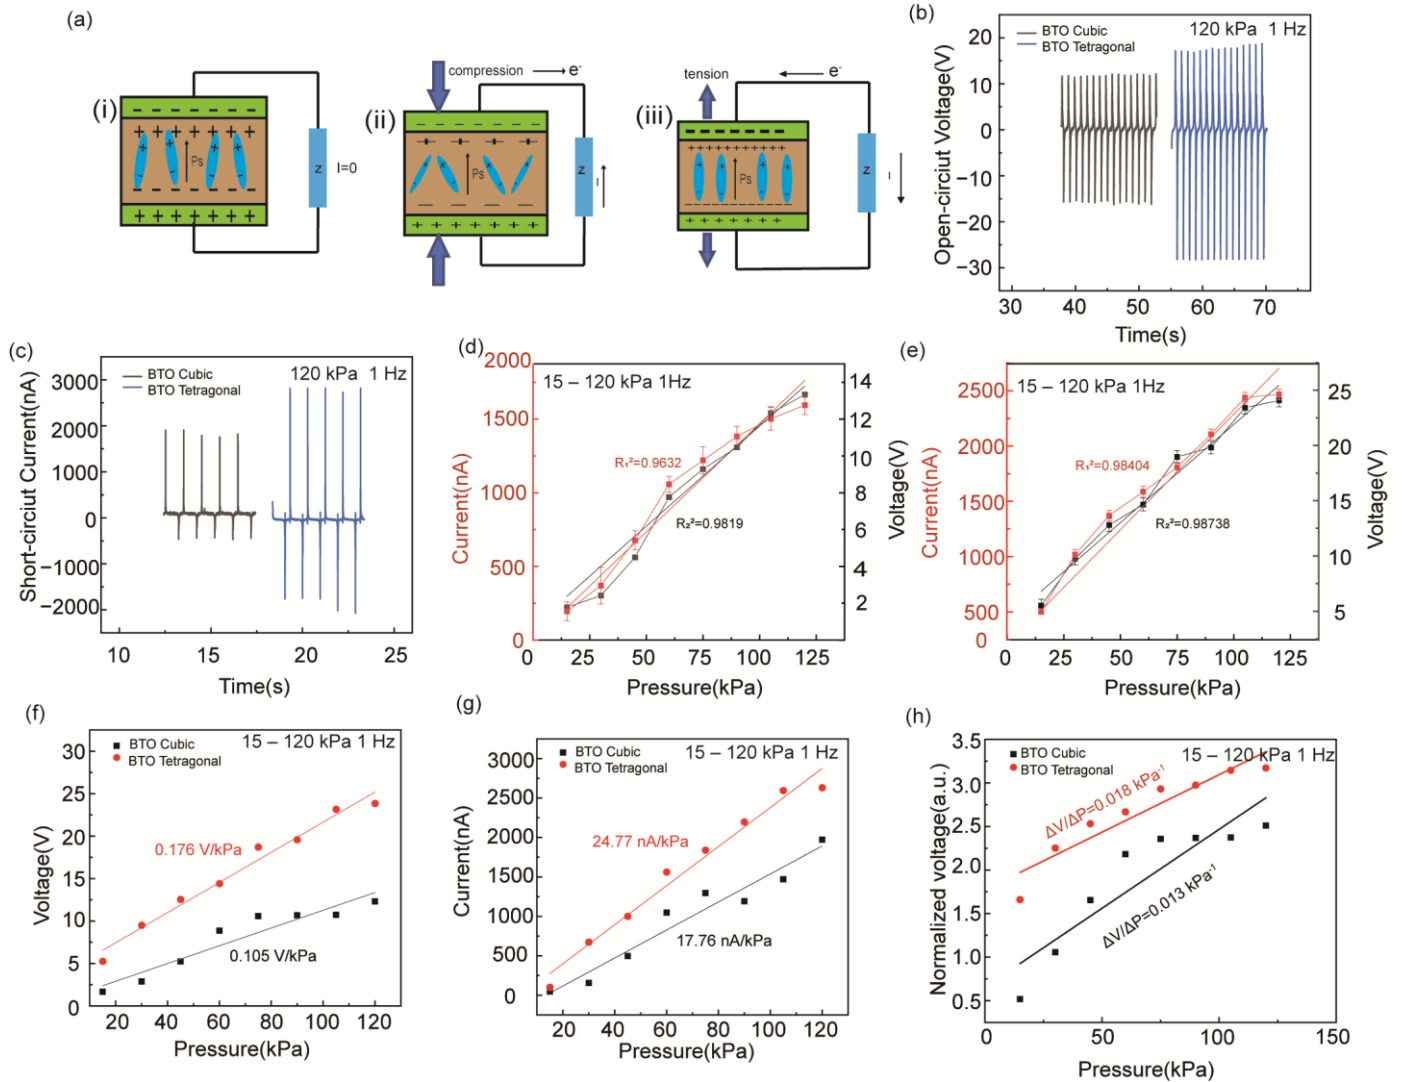 (a)
(i)
- - - - - - - -
+ + + + + + +
Ps
+ + + + + + + +
Z
I=0
(ii)
compression
e-
Ps
Z
I
(iii)
tension
e-
Ps
Z
I
(b)
BTO Cubic
BTO Tetragonal
120 kPa 1 Hz
Open-circiut Voltage(V)
20
10
0
−10
−20
−30
30 40 50 60 70
Time(s)
(c)
BTO Cubic
BTO Tetragonal
120 kPa 1 Hz
Short-circiut Current(nA)
3000
2000
1000
0
−1000
−2000
10 15 20 25
Time(s)
(d)
15 – 120 kPa 1Hz
R₁²=0.9632
R₂²=0.9819
Current(nA)
2000
1500
1000
500
0
Voltage(V)
14
12
10
8
6
4
2
0 25 50 75 100 125
Pressure(kPa)
(e)
15 – 120 kPa 1Hz
R₁²=0.98404
R₂²=0.98738
Current(nA)
2500
2000
1500
1000
500
0
Voltage(V)
25
20
15
10
5
0 25 50 75 100 125
Pressure(kPa)
(f)
BTO Cubic
BTO Tetragonal
15 – 120 kPa 1 Hz
0.176 V/kPa
0.105 V/kPa
Voltage(V)
30
25
20
15
10
5
0
20 40 60 80 100 120
Pressure(kPa)
(g)
BTO Cubic
BTO Tetragonal
15 – 120 kPa 1 Hz
24.77 nA/kPa
17.76 nA/kPa
Current(nA)
3000
2500
2000
1500
1000
500
0
20 40 60 80 100 120
Pressure(kPa)
(h)
BTO Cubic
BTO Tetragonal
15 – 120 kPa 1 Hz
ΔV/ΔP=0.018 kPa⁻¹
ΔV/ΔP=0.013 kPa⁻¹
Normalized voltage(a.u.)
3.5
3.0
2.5
2.0
1.5
1.0
0.5
0 50 100 150
Pressure(kPa)